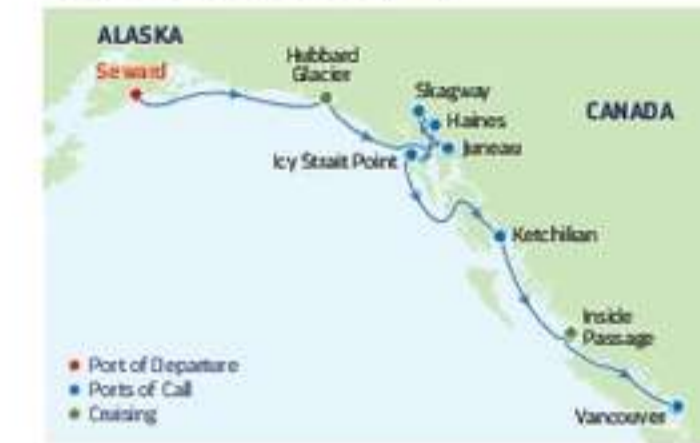 ALASKA
Seward
Hubbard
Glacier
Skagway
Haines
CANADA
Juneau
Icy Strait Point
Ketchikan
Inside
Passage
Port of Departure
Ports of Call
Cruising
Vancouver